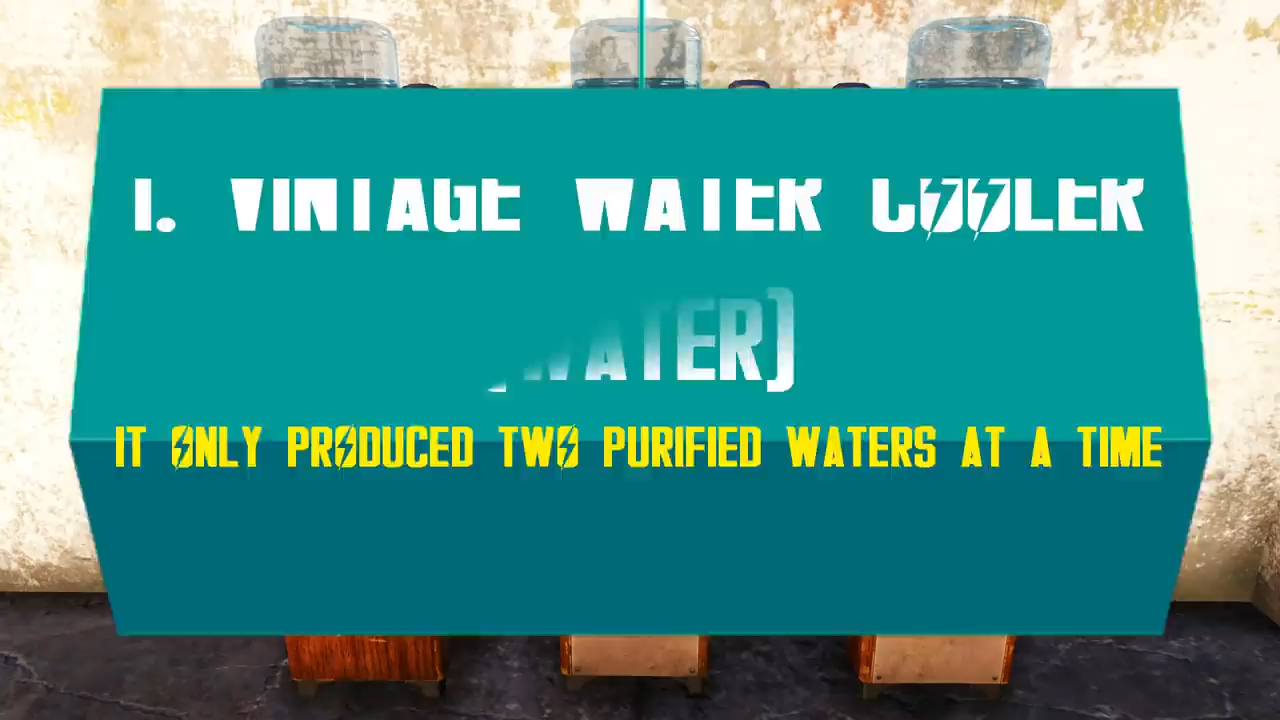 1. VINTAGE WATER COOLER
(WATER)
IT ONLY PRODUCED TWO PURIFIED WATERS AT A TIME